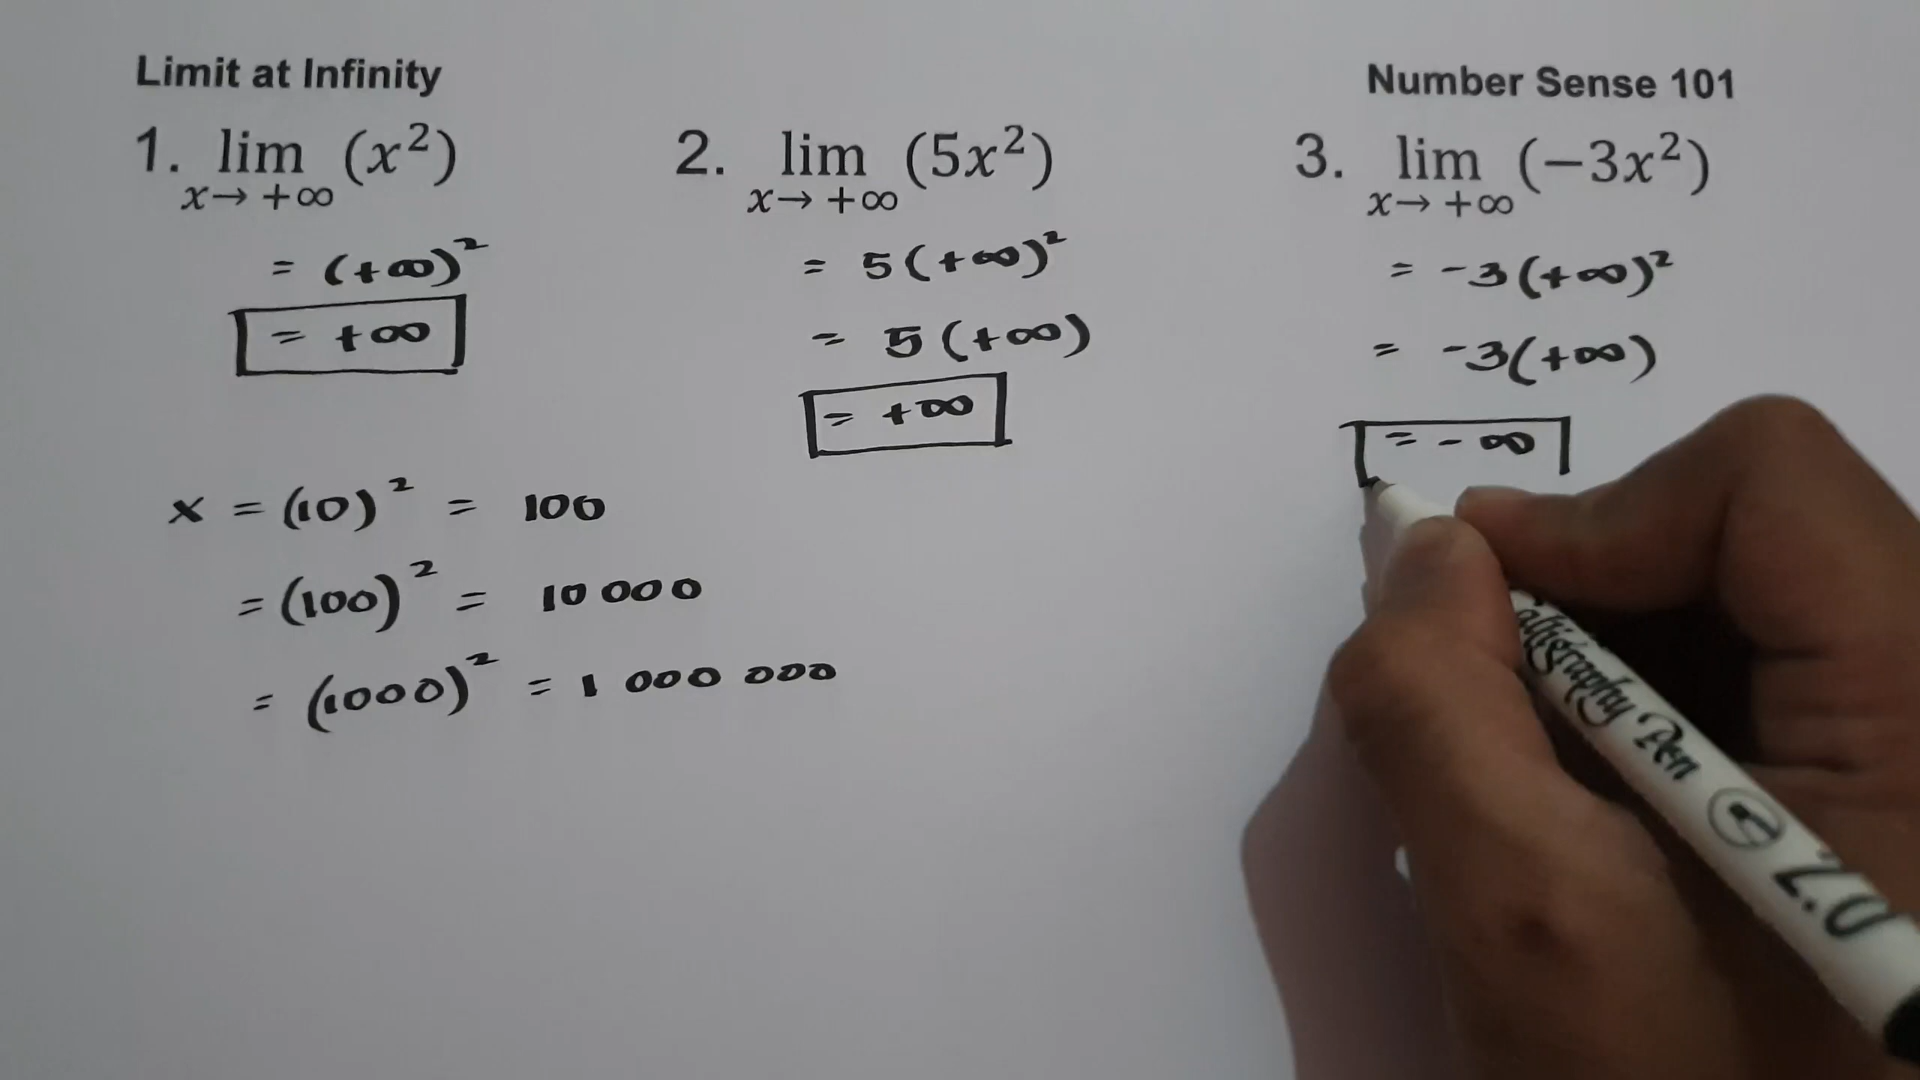 Limit at Infinity
Number Sense 101
1. lim (x²)
x→ +∞
= (+∞)²
= +∞
2. lim (5x²)
x→ +∞
= 5(+∞)²
= 5(+∞)
= +∞
3. lim (−3x²)
x→ +∞
= -3(+∞)²
= -3(+∞)
= -∞
x = (10)² = 100
= (100)² = 10 000
= (1000)² = 1 000 000
Calligraphy Pen 2.0